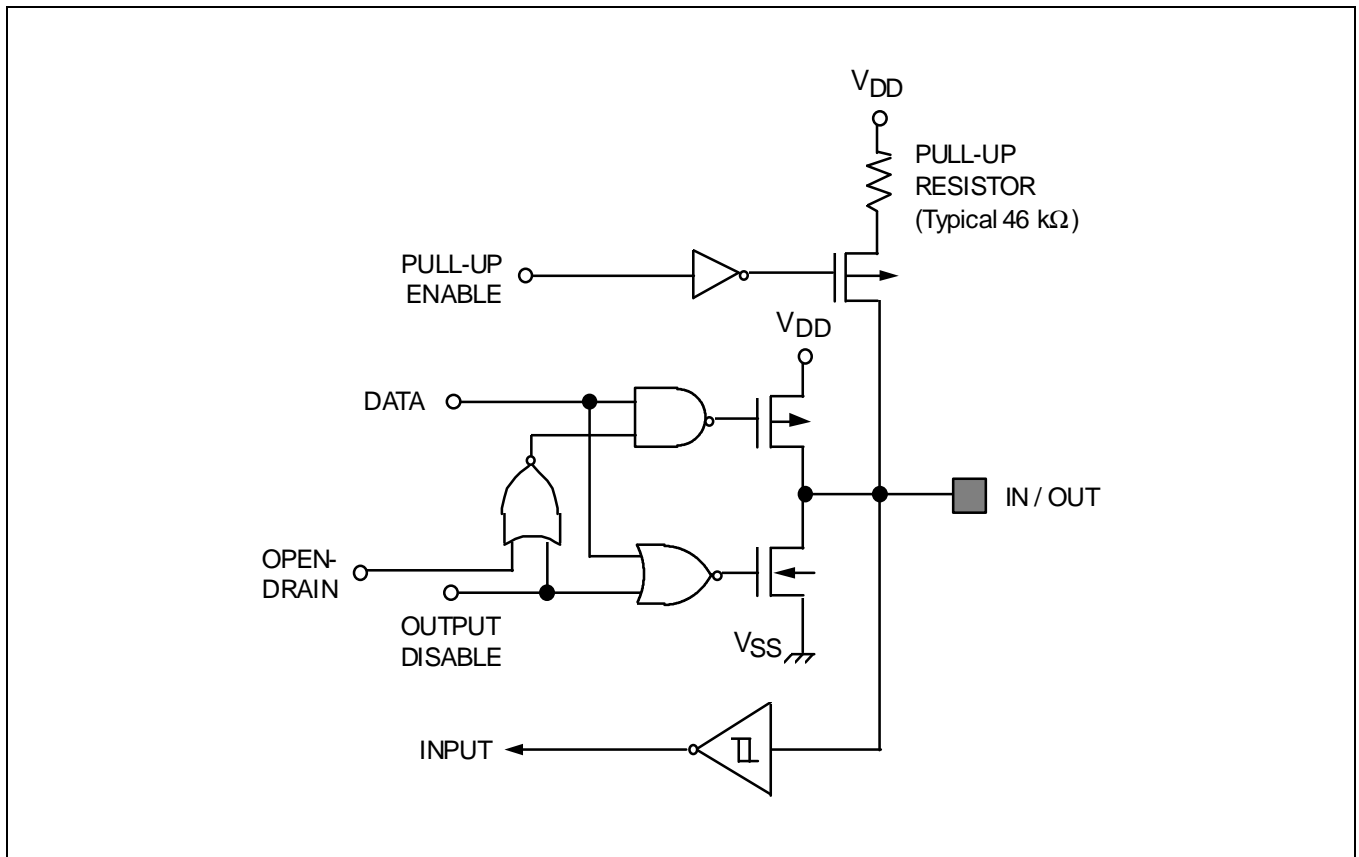 VDD
PULL-UP
RESISTOR
(Typical 46 kΩ)
PULL-UP
ENABLE
VDD
DATA
IN / OUT
OPEN-
DRAIN
OUTPUT
DISABLE
VSS
INPUT